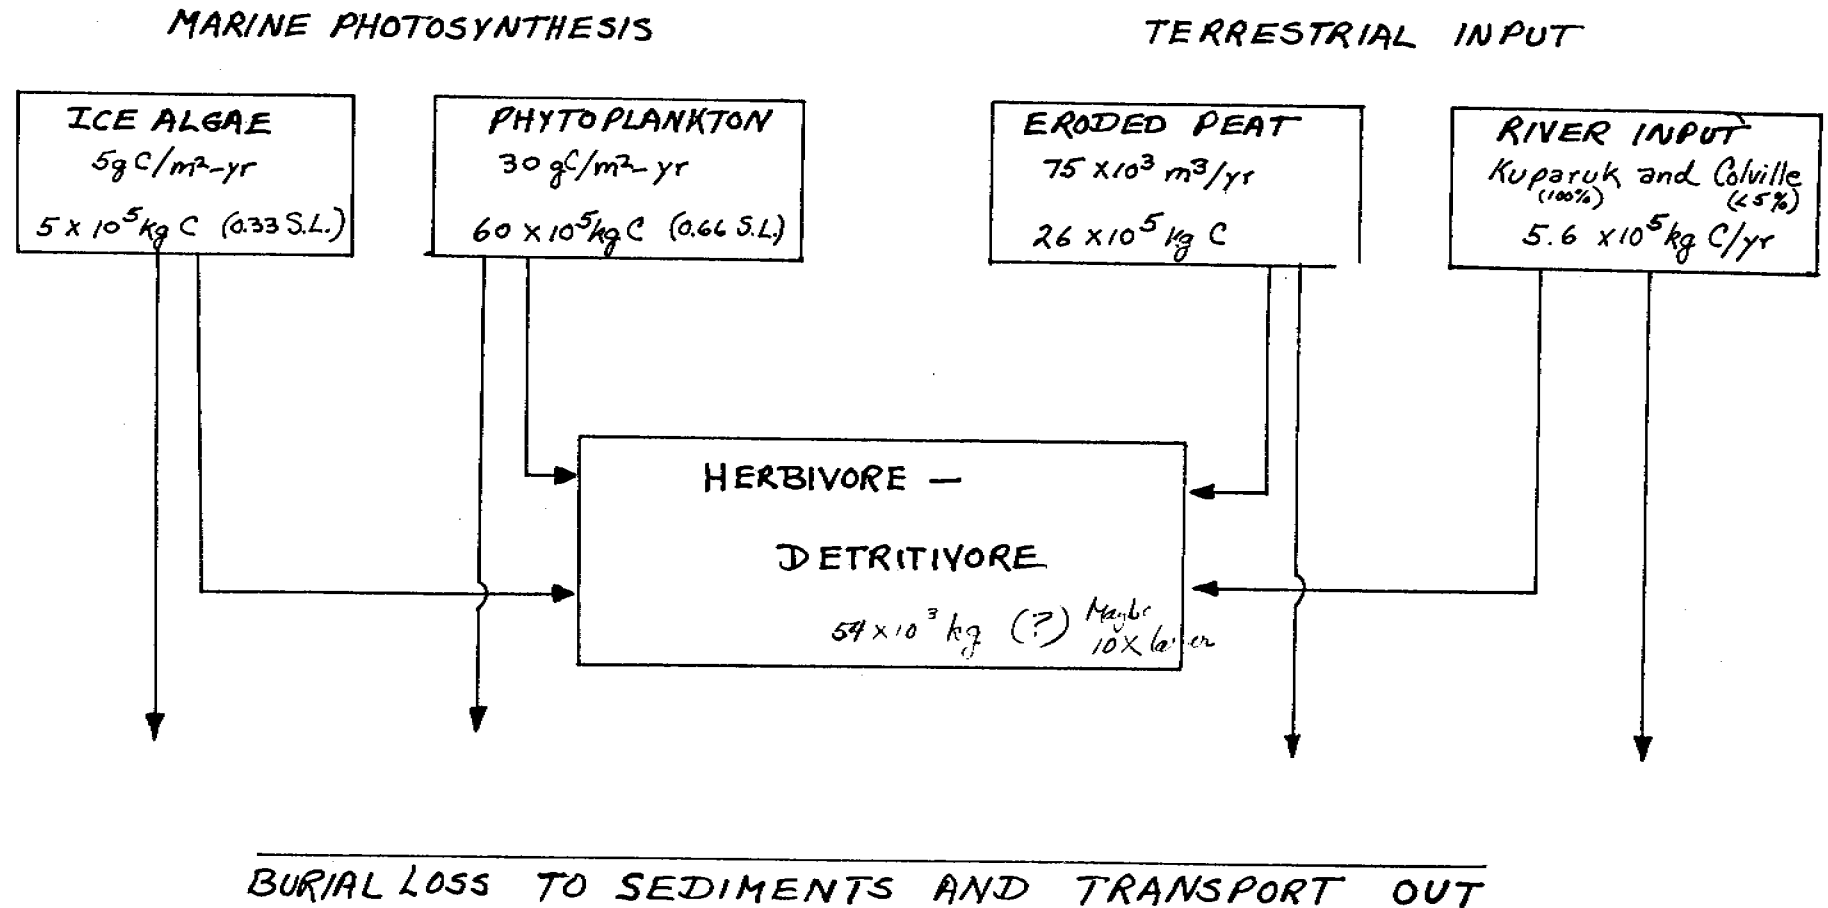 MARINE PHOTOSYNTHESIS
TERRESTRIAL INPUT
ICE ALGAE
5g C/m²-yr
5 x 10⁵ kg C (0.33 S.L.)
PHYTOPLANKTON
30 gC/m²-yr
60 x 10⁵ kg C (0.66 S.L.)
ERODED PEAT
75 x 10³ m³/yr
26 x 10⁵ kg C
RIVER INPUT
Kuparuk and Colville
(100%) (<5%)
5.6 x 10⁵ kg C/yr
HERBIVORE —
DETRITIVORE
54 x 10³ kg (?) Maybe
10X
BURIAL LOSS TO SEDIMENTS AND TRANSPORT OUT